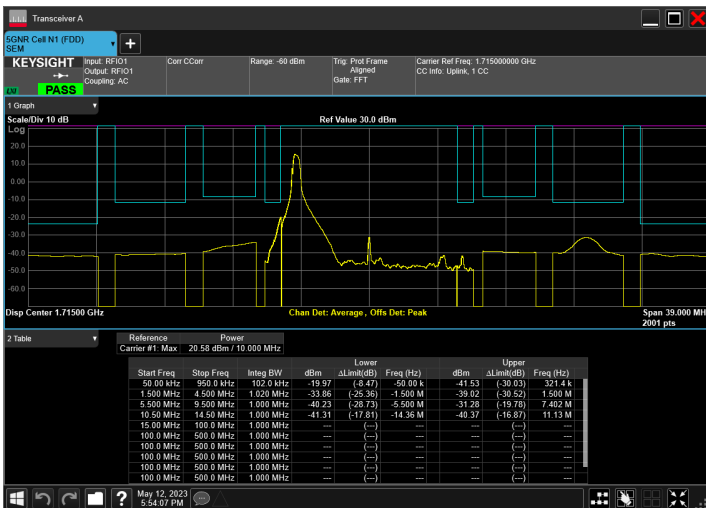 Transceiver A
5GNR Cell N1 (FDD)
SEM
KEYSIGHT
LXI
PASS
Input: RFIO1
Output: RFIO1
Coupling: AC
Corr CCorr
Range: -60 dBm
Trig: Prot Frame
Aligned
Gate: FFT
Carrier Ref Freq: 1.715000000 GHz
CC Info: Uplink, 1 CC
1 Graph
Scale/Div 10 dB
Ref Value 30.0 dBm
Log
20.0
10.0
0.00
-10.0
-20.0
-30.0
-40.0
-50.0
-60.0
Disp Center 1.71500 GHz
Chan Det: Average , Offs Det: Peak
Span 39.000 MH
2001 pts
2 Table
Reference Power
Carrier #1: Max 20.58 dBm / 10.000 MHz
Lower Upper
Start Freq Stop Freq Integ BW dBm ΔLimit(dB) Freq (Hz) dBm ΔLimit(dB) Freq (Hz)
50.00 kHz 950.0 kHz 102.0 kHz -19.97 (-8.47) -50.00 k -41.53 (-30.03) 321.4 k
1.500 MHz 4.500 MHz 1.020 MHz -33.86 (-25.36) -1.500 M -39.02 (-30.52) 1.500 M
5.500 MHz 9.500 MHz 1.000 MHz -40.23 (-28.73) -5.500 M -31.28 (-19.78) 7.402 M
10.50 MHz 14.50 MHz 1.000 MHz -41.31 (-17.81) -14.36 M -40.37 (-16.87) 11.13 M
15.00 MHz 100.0 MHz 1.000 MHz --- (---) --- --- (---) ---
100.0 MHz 500.0 MHz 1.000 MHz --- (---) --- --- (---) ---
100.0 MHz 500.0 MHz 1.000 MHz --- (---) --- --- (---) ---
100.0 MHz 500.0 MHz 1.000 MHz --- (---) --- --- (---) ---
100.0 MHz 500.0 MHz 1.000 MHz --- (---) --- --- (---) ---
100.0 MHz 500.0 MHz 1.000 MHz --- (---) --- --- (---) ---
May 12, 2023
5:54:07 PM